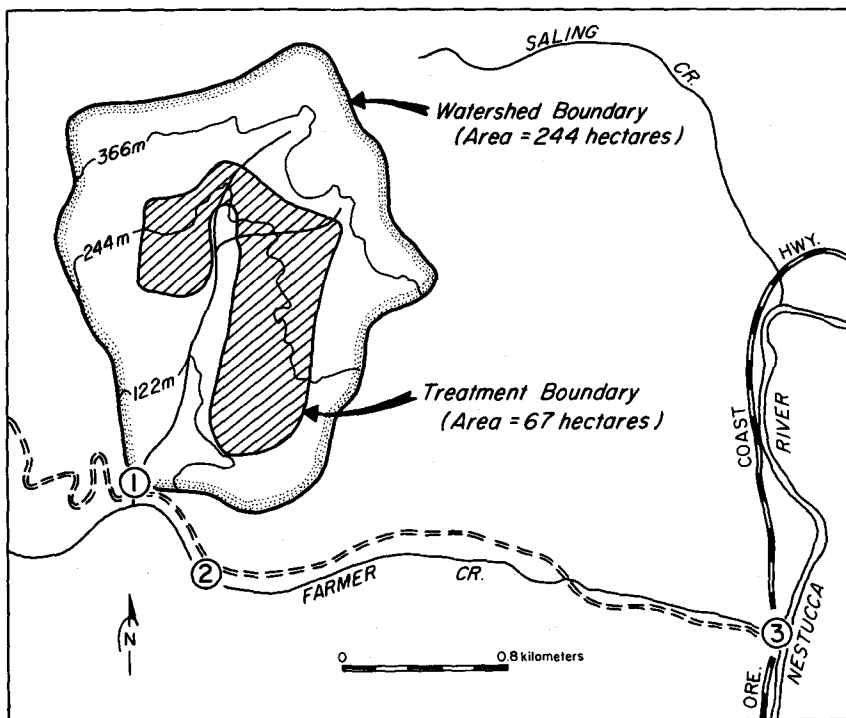 SALING
CR.
Watershed Boundary
(Area = 244 hectares)
366m
244m
HWY.
122m
Treatment Boundary
(Area = 67 hectares)
COAST
RIVER
1
2
FARMER
CR.
3
NESTUCCA
N
0
0.8 kilometers
ORE.